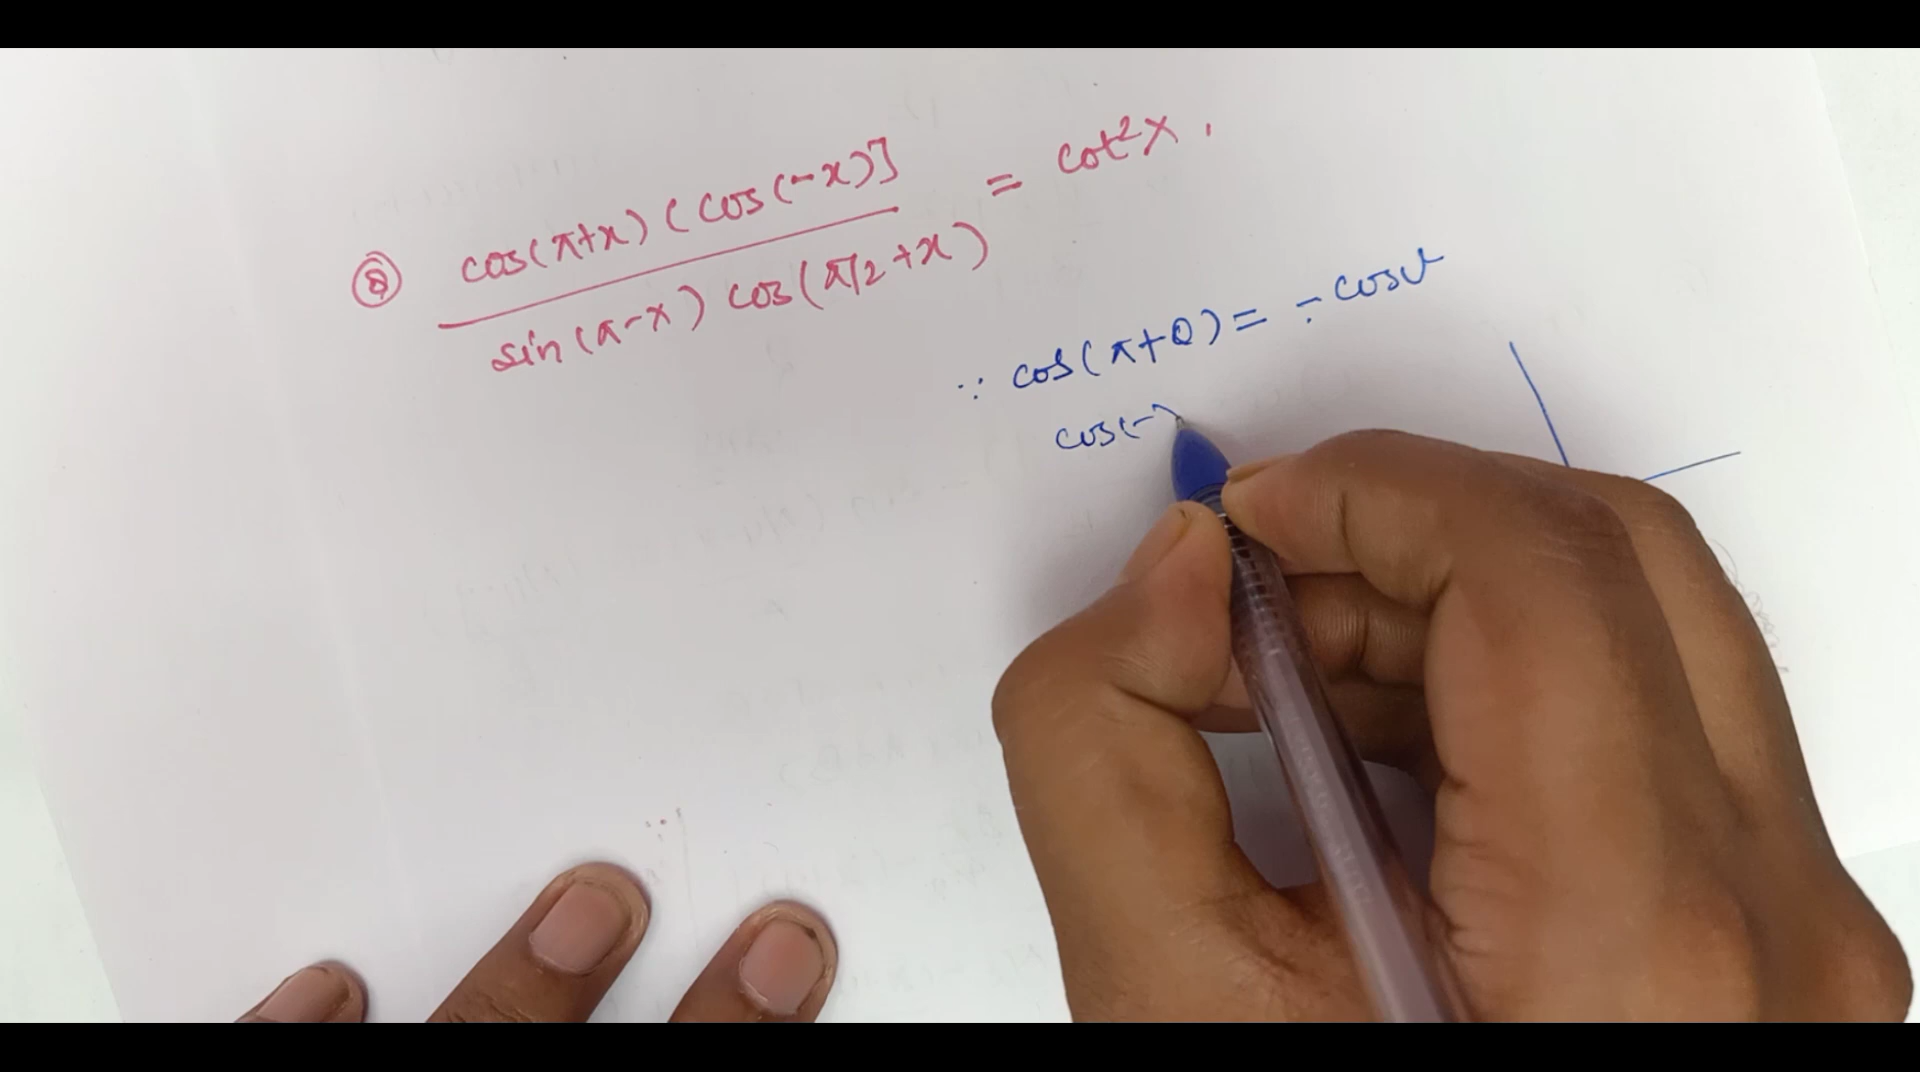 ⑧ cos(π+x) (cos(-x)] = cot²x.
sin(π-x) cos(π/2+x)
∵ cos(π+θ) = -cosθ
cos(-